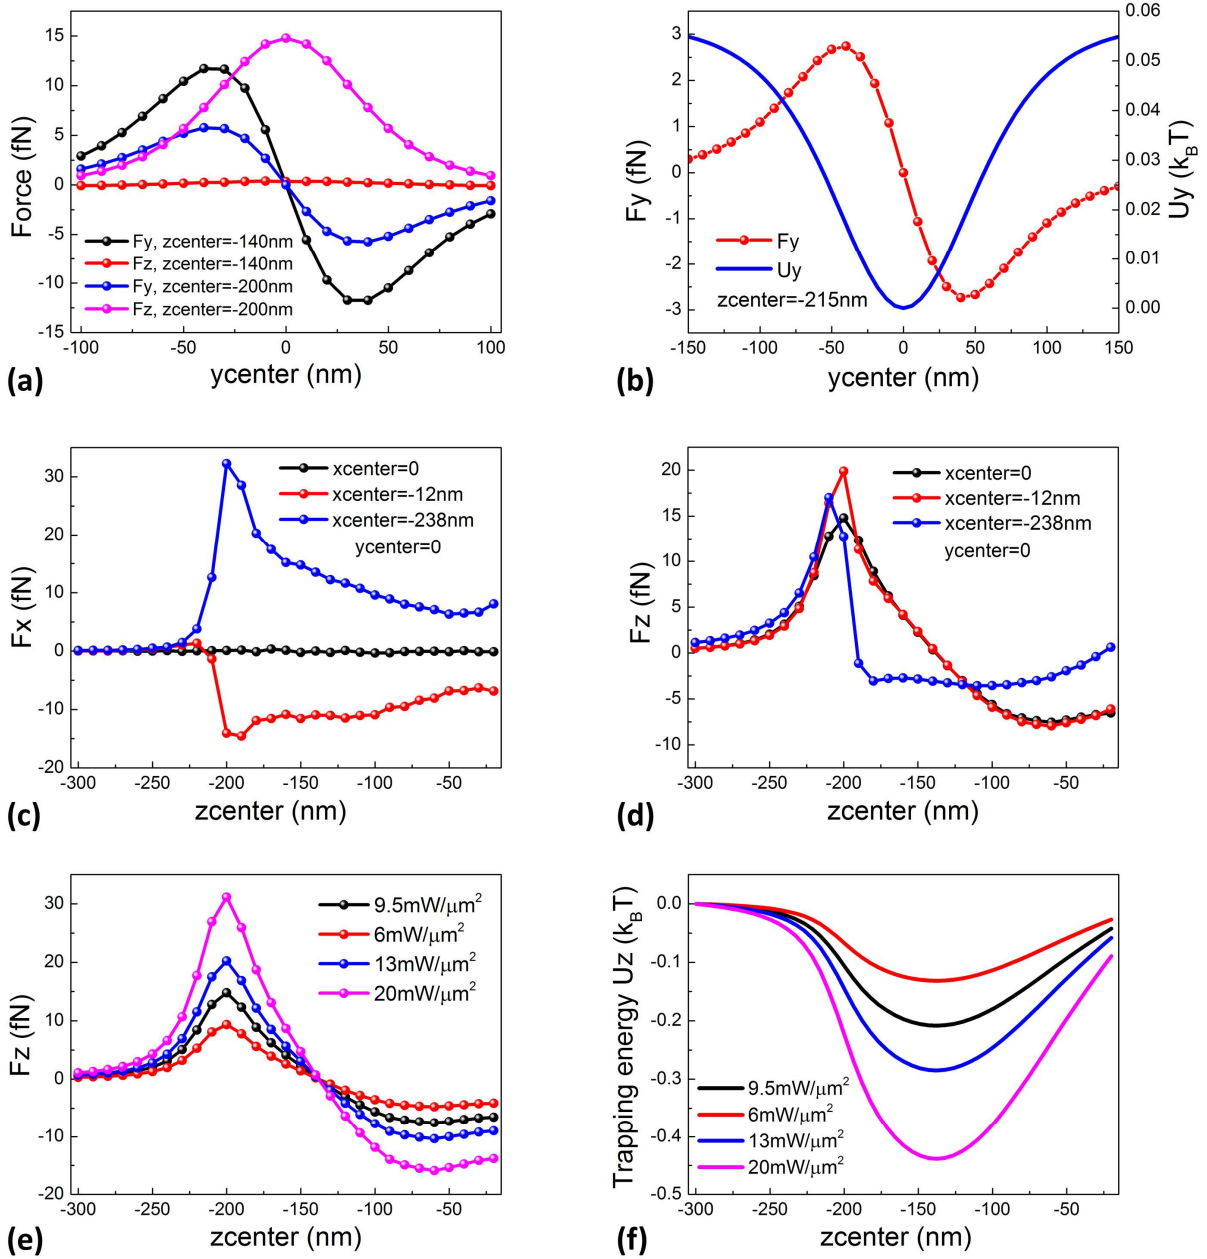 15
10
5
0
-5
-10
-15
Force (fN)
Fy, zcenter=-140nm
Fz, zcenter=-140nm
Fy, zcenter=-200nm
Fz, zcenter=-200nm
-100 -50 0 50 100
ycenter (nm)
(a)
3
2
1
0
-1
-2
-3
Fy (fN)
Fy
Uy
zcenter=-215nm
0.06
0.05
0.04
0.03
0.02
0.01
0.00
Uy (kBT)
-150 -100 -50 0 50 100 150
ycenter (nm)
(b)
30
20
10
0
-10
-20
Fx (fN)
xcenter=0
xcenter=-12nm
xcenter=-238nm
ycenter=0
-300 -250 -200 -150 -100 -50
zcenter (nm)
(c)
20
15
10
5
0
-5
-10
Fz (fN)
xcenter=0
xcenter=-12nm
xcenter=-238nm
ycenter=0
-300 -250 -200 -150 -100 -50
zcenter (nm)
(d)
30
20
10
0
-10
-20
Fz (fN)
9.5mW/μm²
6mW/μm²
13mW/μm²
20mW/μm²
-300 -250 -200 -150 -100 -50
zcenter (nm)
(e)
0.0
-0.1
-0.2
-0.3
-0.4
-0.5
Trapping energy Uz (kBT)
9.5mW/μm²
6mW/μm²
13mW/μm²
20mW/μm²
-300 -250 -200 -150 -100 -50
zcenter (nm)
(f)